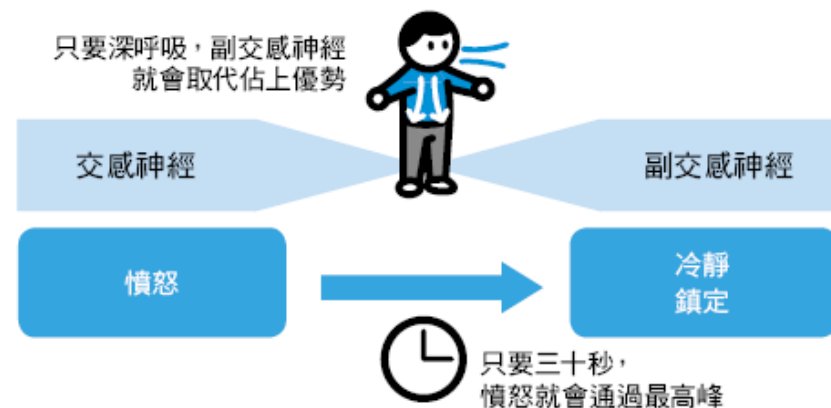 只要深呼吸，副交感神經
就會取代佔上優勢
交感神經
副交感神經
憤怒
冷靜
鎮定
只要三十秒，
憤怒就會通過最高峰